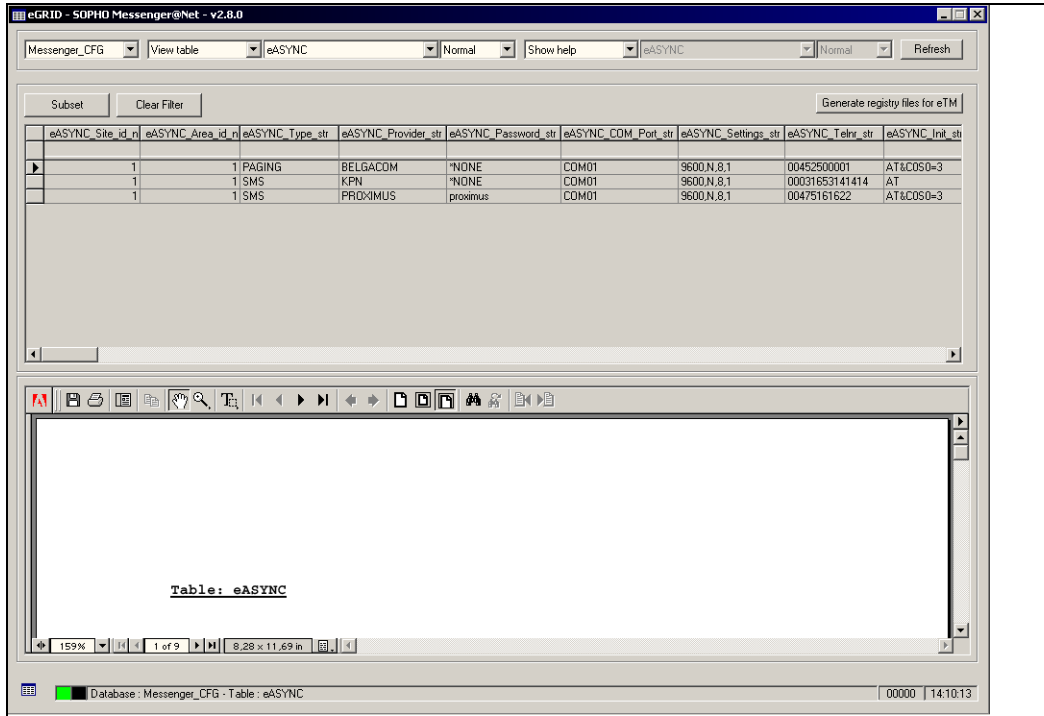 eGRID - SOPHO Messenger@Net - v2.8.0
Messenger_CFG View table eASYNC Normal Show help eASYNC Normal Refresh
Subset Clear Filter Generate registry files for eTM
eASYNC_Site_id_n eASYNC_Area_id_n eASYNC_Type_str eASYNC_Provider_str eASYNC_Password_str eASYNC_COM_Port_str eASYNC_Settings_str eASYNC_Telnr_str eASYNC_Init_str
1 1 PAGING BELGACOM *NONE COM01 9600,N,8,1 00452500001 AT&C0S0=3
1 1 SMS KPN *NONE COM01 9600,N,8,1 00031653141414 AT
1 1 SMS PROXIMUS proximus COM01 9600,N,8,1 00475161622 AT&C0S0=3
Table: eASYNC
159% 1 of 9 8,28 x 11,69 in
Database : Messenger_CFG - Table : eASYNC 00000 14:10:13